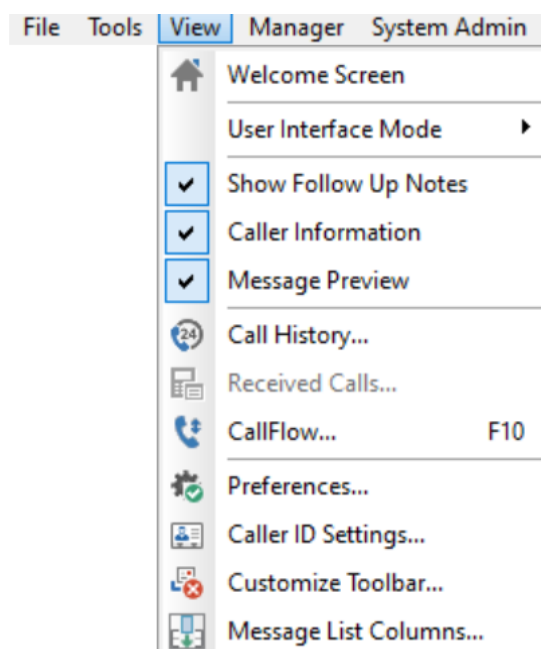 File Tools View Manager System Admin
Welcome Screen
User Interface Mode
Show Follow Up Notes
Caller Information
Message Preview
24
Call History...
Received Calls...
CallFlow... F10
Preferences...
Caller ID Settings...
Customize Toolbar...
Message List Columns...